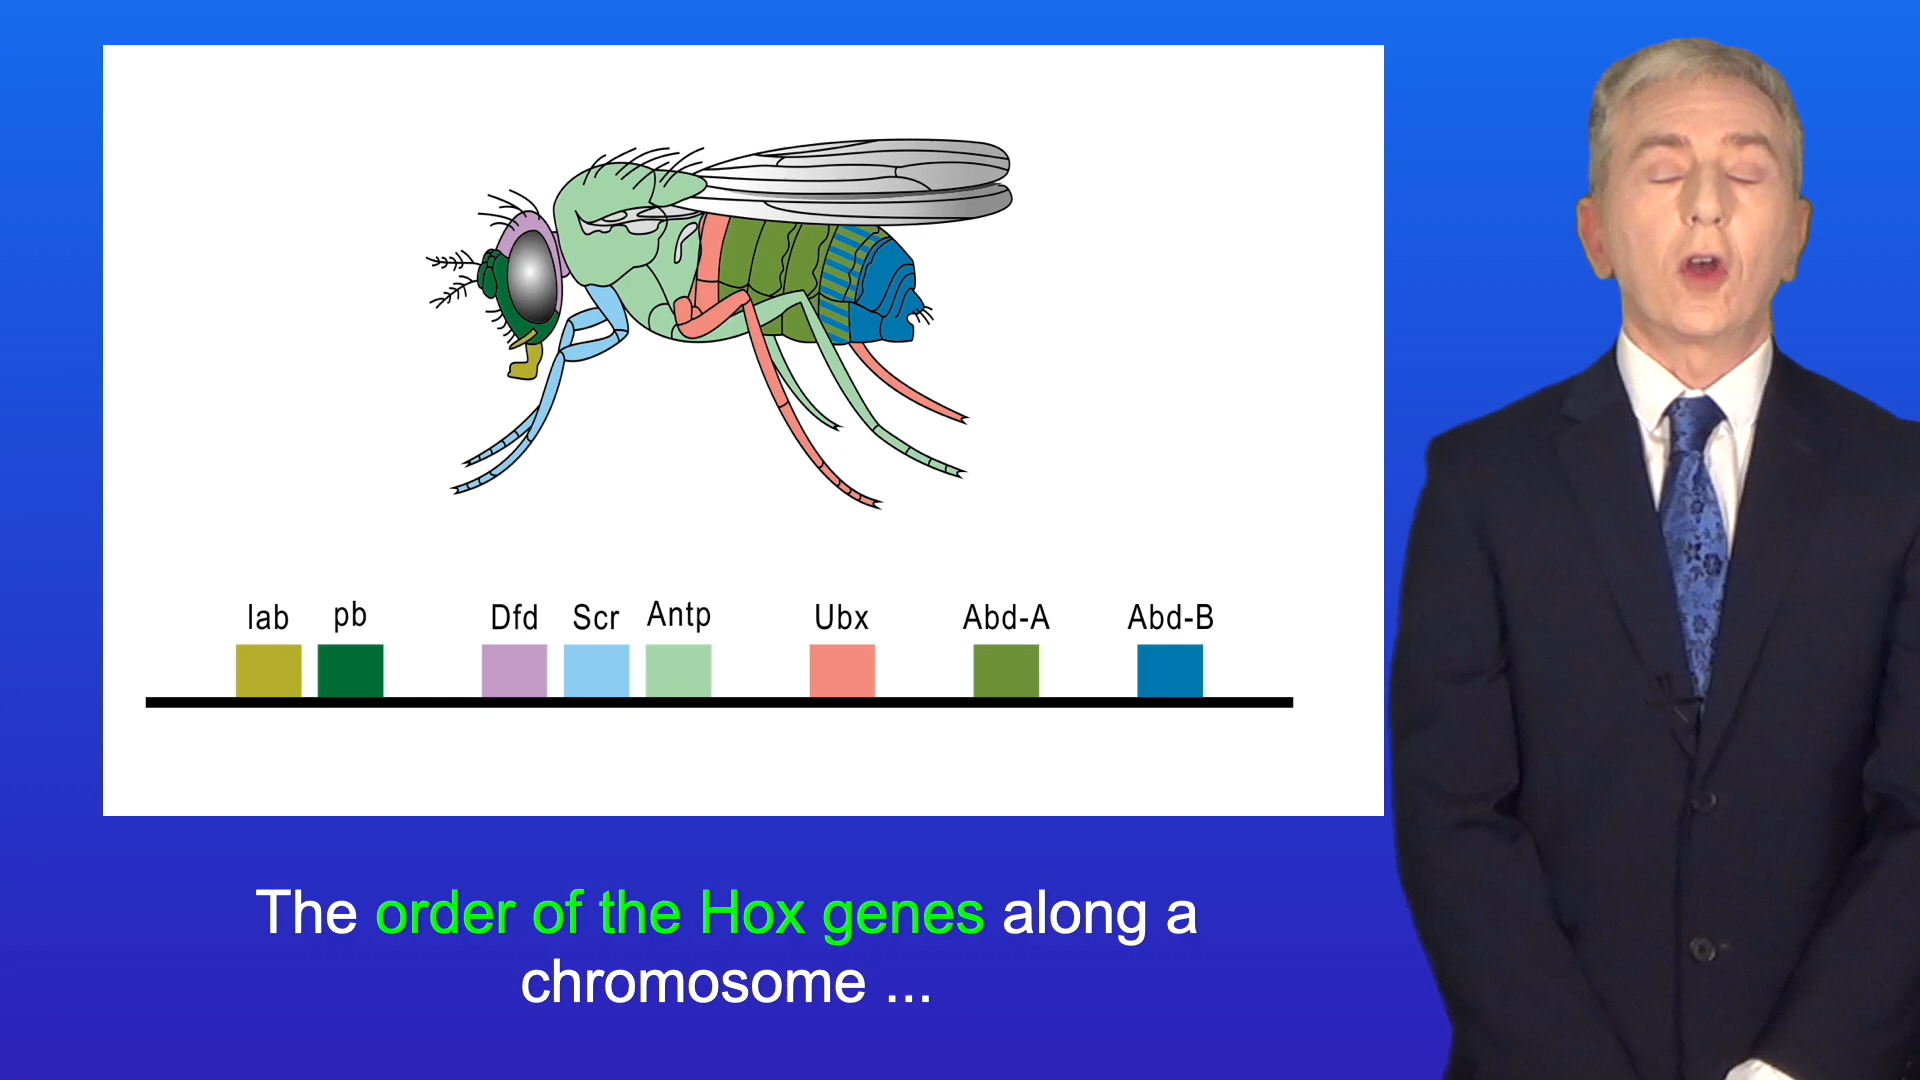 lab pb Dfd Scr Antp Ubx Abd-A Abd-B
The order of the Hox genes along a
chromosome ...